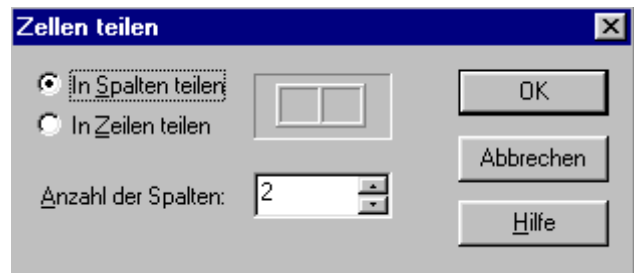 Zellen teilen
In Spalten teilen
In Zeilen teilen
Anzahl der Spalten:
2
OK
Abbrechen
Hilfe